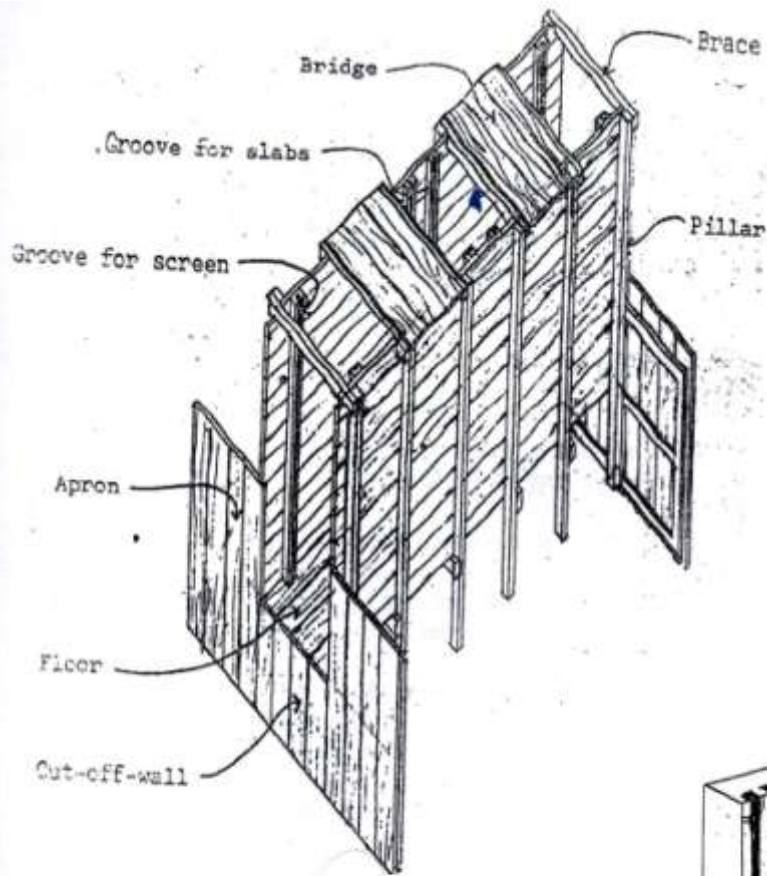 Brace
Bridge
Groove for slabs
Pillar
Groove for screen
Apron
Floor
Cut-off-wall